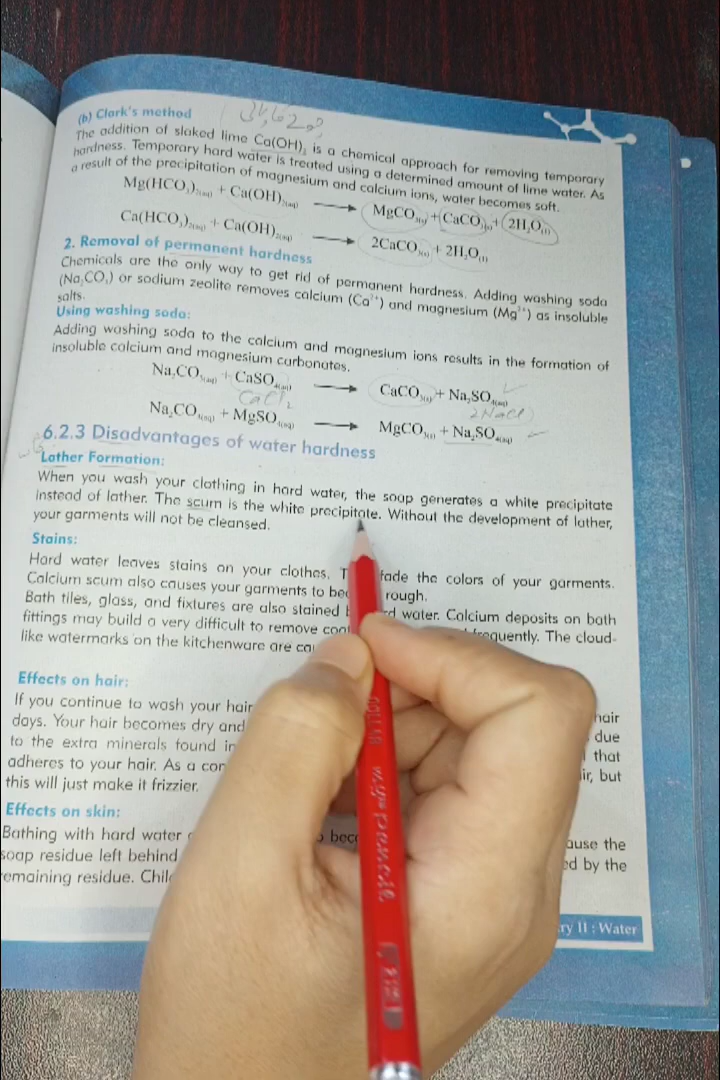 (b) Clark's method
The addition of slaked lime Ca(OH)₂ is a chemical approach for removing temporary
hardness. Temporary hard water is treated using a determined amount of lime water. As
a result of the precipitation of magnesium and calcium ions, water becomes soft.
Mg(HCO₃)₂(aq) + Ca(OH)₂(aq) ⟶ MgCO₃(s) + CaCO₃(s) + 2H₂O(l)
Ca(HCO₃)₂(aq) + Ca(OH)₂(aq) ⟶ 2CaCO₃(s) + 2H₂O(l)
2. Removal of permanent hardness
Chemicals are the only way to get rid of permanent hardness. Adding washing soda
(Na₂CO₃) or sodium zeolite removes calcium (Ca²⁺) and magnesium (Mg²⁺) as insoluble
salts.
Using washing soda:
Adding washing soda to the calcium and magnesium ions results in the formation of
insoluble calcium and magnesium carbonates.
Na₂CO₃(aq) + CaSO₄(aq) ⟶ CaCO₃(s) + Na₂SO₄(aq)
CaCl₂ 2NaCl
Na₂CO₄(aq) + MgSO₄(aq) ⟶ MgCO₃(s) + Na₂SO₄(aq)
6.2.3 Disadvantages of water hardness
Lather Formation:
When you wash your clothing in hard water, the soap generates a white precipitate
instead of lather. The scum is the white precipitate. Without the development of lather,
your garments will not be cleansed.
Stains:
Hard water leaves stains on your clothes. fade the colors of your garments.
Calcium scum also causes your garments to rough.
Bath tiles, glass, and fixtures are also stained water. Calcium deposits on bath
fittings may build a very difficult to remove frequently. The cloud-
like watermarks on the kitchenware are
Effects on hair:
If you continue to wash your hair hair
days. Your hair becomes dry and due
to the extra minerals found in that
adheres to your hair. As a but
this will just make it frizzier.
Effects on skin:
Bathing with hard water the
soap residue left behind by the
remaining residue.
II : Water